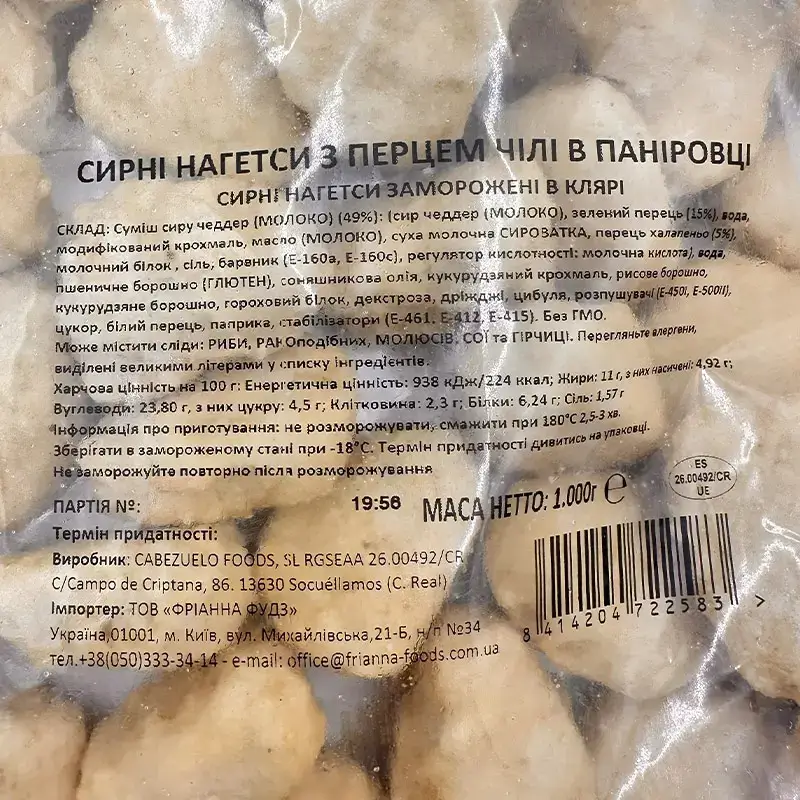 СИРНІ НАГЕТСИ З ПЕРЦЕМ ЧІЛІ В ПАНІРОВЦІ
СИРНІ НАГЕТСИ ЗАМОРОЖЕНІ В КЛЯРІ
СКЛАД: Суміш сиру чеддер (МОЛОКО) (49%): (сир чеддер (МОЛОКО), зелений перець (15%), вода,
модифікований крохмаль, масло (МОЛОКО), суха молочна СИРОВАТКА, перець халапеньо (5%),
молочний білок , сіль, барвник (Е-160а, Е-160с), регулятор кислотності: молочна кислота), вода,
пшеничне борошно (ГЛЮТЕН), соняшникова олія, кукурудзяний крохмаль, рисове борошно,
кукурудзяне борошно, гороховий білок, декстроза, дріжджі, цибуля, розпушувачі (Е-450І, Е-500ІІ),
цукор, білий перець, паприка, стабілізатори (Е-461, Е-412, Е-415). Без ГМО.
Може містити сліди: РИБИ, РАКОподібних, МОЛЮСІВ, СОЇ та ГІРЧИЦІ. Перегляньте алергени,
виділені великими літерами у списку інгредієнтів.
Харчова цінність на 100 г: Енергетична цінність: 938 кДж/224 ккал; Жири: 11 г, з них насичені: 4,92 г;
Вуглеводи: 23,80 г, з них цукру: 4,5 г; Клітковина: 2,3 г; Білки: 6,24 г; Сіль: 1,57 г
Інформація про приготування: не розморожувати, смажити при 180°С 2,5-3 хв.
Зберігати в замороженому стані при -18°С. Термін придатності дивитись на упаковці.
Не заморожуйте повторно після розморожування
ПАРТІЯ №: 19:56 МАСА НЕТТО: 1,000г ℮
ES
26.00492/CR
UE
Термін придатності:
Виробник: CABEZUELO FOODS, SL RGSEAA 26.00492/CR
C/Campo de Criptana, 86. 13630 Socuéllamos (C. Real)
Імпортер: ТОВ «ФРІАННА ФУДЗ»
Україна,01001, м. Київ, вул. Михайлівська,21-Б, н/п №34
тел.+38(050)333-34-14 - e-mail: office@frianna-foods.com.ua
8 414204 722583 >